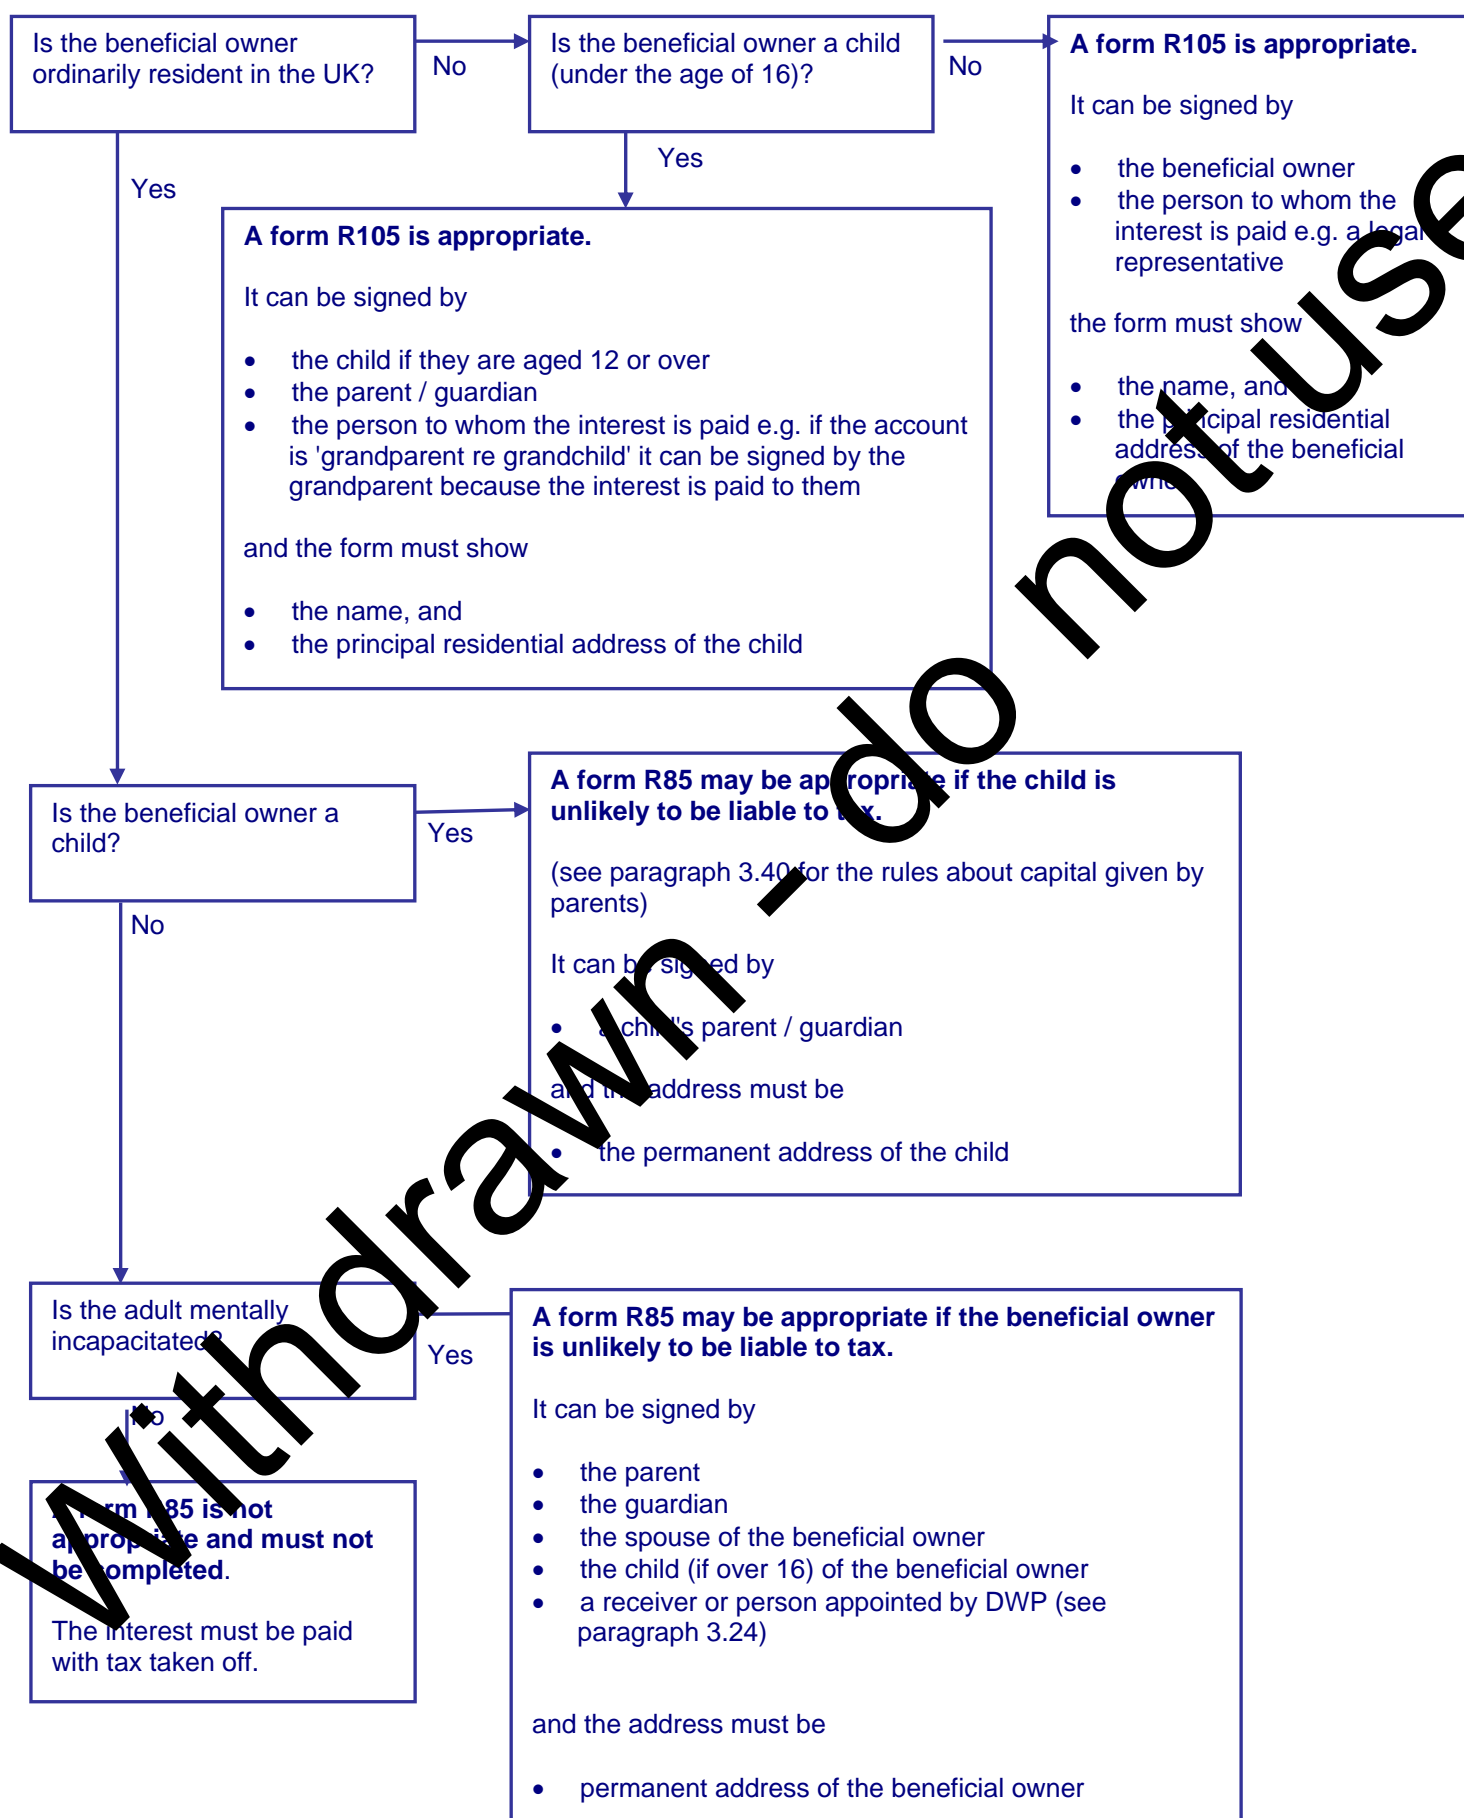 Is the beneficial owner
ordinarily resident in the UK?
No
Is the beneficial owner a child
(under the age of 16)?
No
A form R105 is appropriate.
It can be signed by
• the beneficial owner
• the person to whom the
interest is paid e.g. a legal
representative
the form must show
• the name, and
• the principal residential
address of the beneficial
owner
Yes
Yes
A form R105 is appropriate.
It can be signed by
• the child if they are aged 12 or over
• the parent / guardian
• the person to whom the interest is paid e.g. if the account
is 'grandparent re grandchild' it can be signed by the
grandparent because the interest is paid to them
and the form must show
• the name, and
• the principal residential address of the child
Is the beneficial owner a
child?
Yes
A form R85 may be appropriate if the child is
unlikely to be liable to tax.
(see paragraph 3.40 for the rules about capital given by
parents)
It can be signed by
• a child's parent / guardian
and the address must be
• the permanent address of the child
No
Is the adult mentally
incapacitated?
Yes
A form R85 may be appropriate if the beneficial owner
is unlikely to be liable to tax.
It can be signed by
• the parent
• the guardian
• the spouse of the beneficial owner
• the child (if over 16) of the beneficial owner
• a receiver or person appointed by DWP (see
paragraph 3.24)
and the address must be
• permanent address of the beneficial owner
No
A form R85 is not
appropriate and must not
be completed.
The interest must be paid
with tax taken off.
Withdrawn - do not use